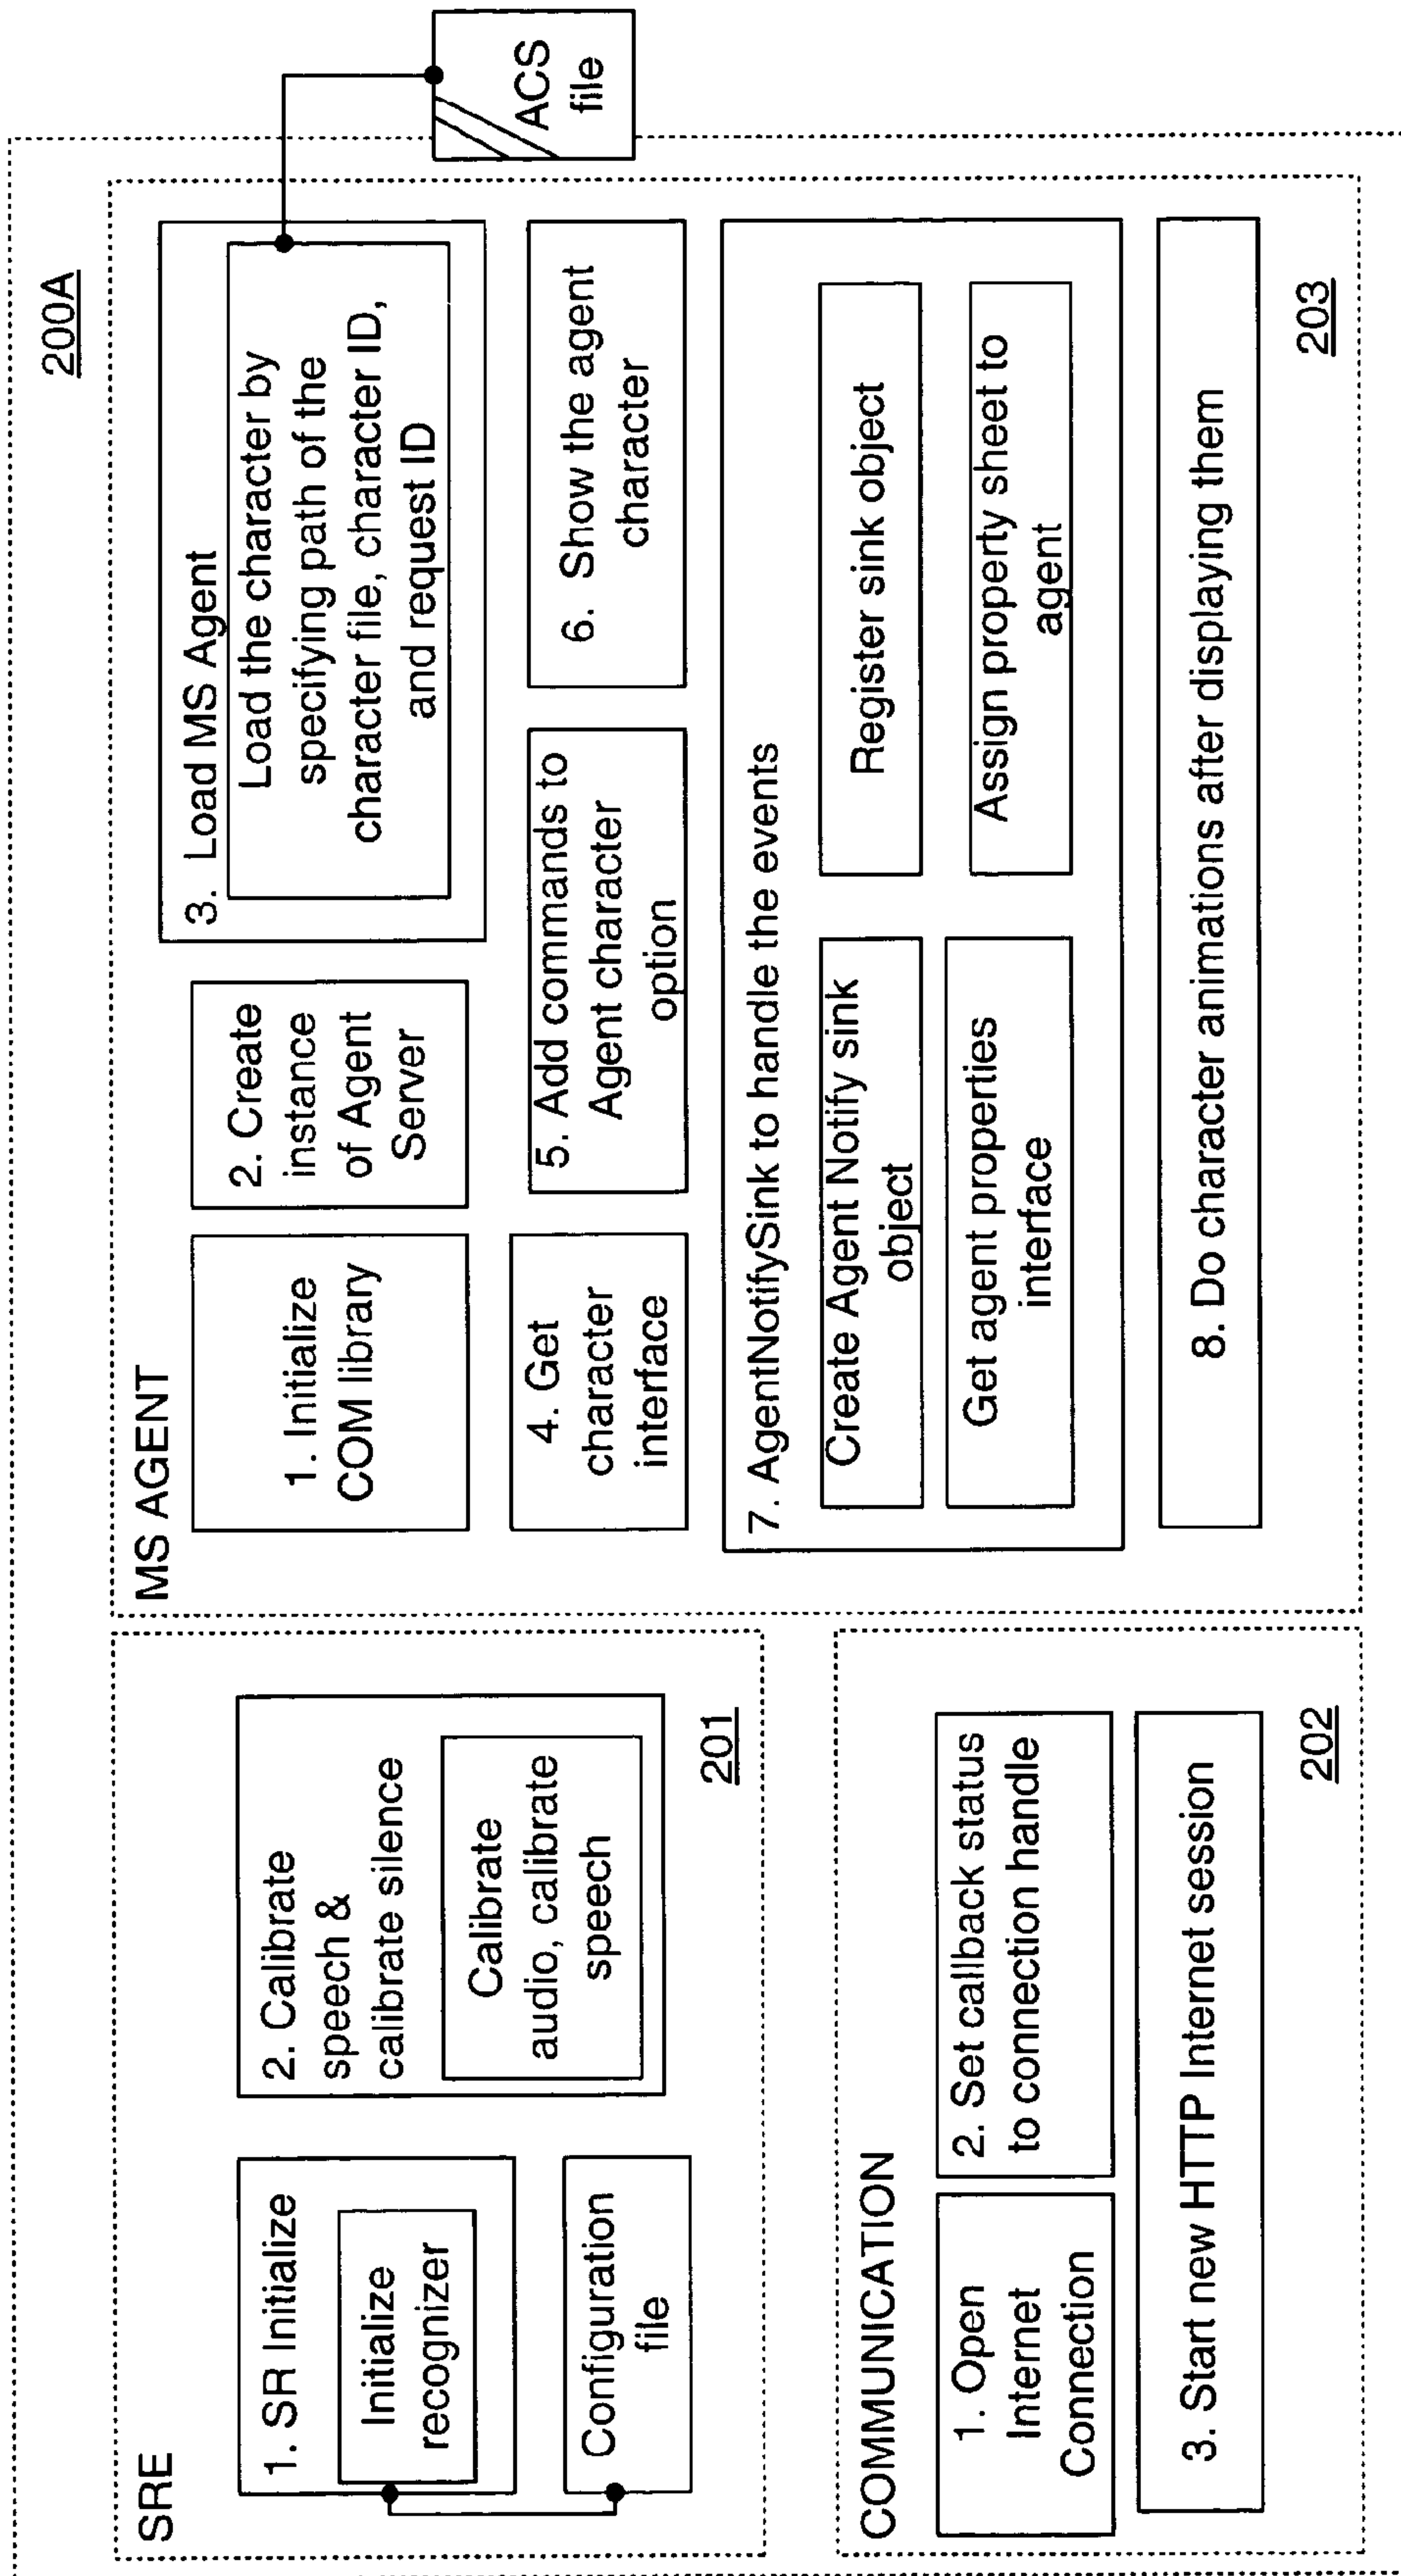 200A
SRE
1. SR Initialize
Initialize
recognizer
Configuration
file
2. Calibrate
speech &
calibrate silence
Calibrate
audio, calibrate
speech
201
COMMUNICATION
1. Open
Internet
Connection
2. Set callback status
to connection handle
3. Start new HTTP Internet session
202
MS AGENT
1. Initialize
COM library
2. Create
instance
of Agent
Server
3. Load MS Agent
Load the character by
specifying path of the
character file, character ID,
and request ID
ACS
file
4. Get
character
interface
5. Add commands to
Agent character
option
6. Show the agent
character
7. AgentNotifySink to handle the events
Create Agent Notify sink
object
Register sink object
Get agent properties
interface
Assign property sheet to
agent
8. Do character animations after displaying them
203